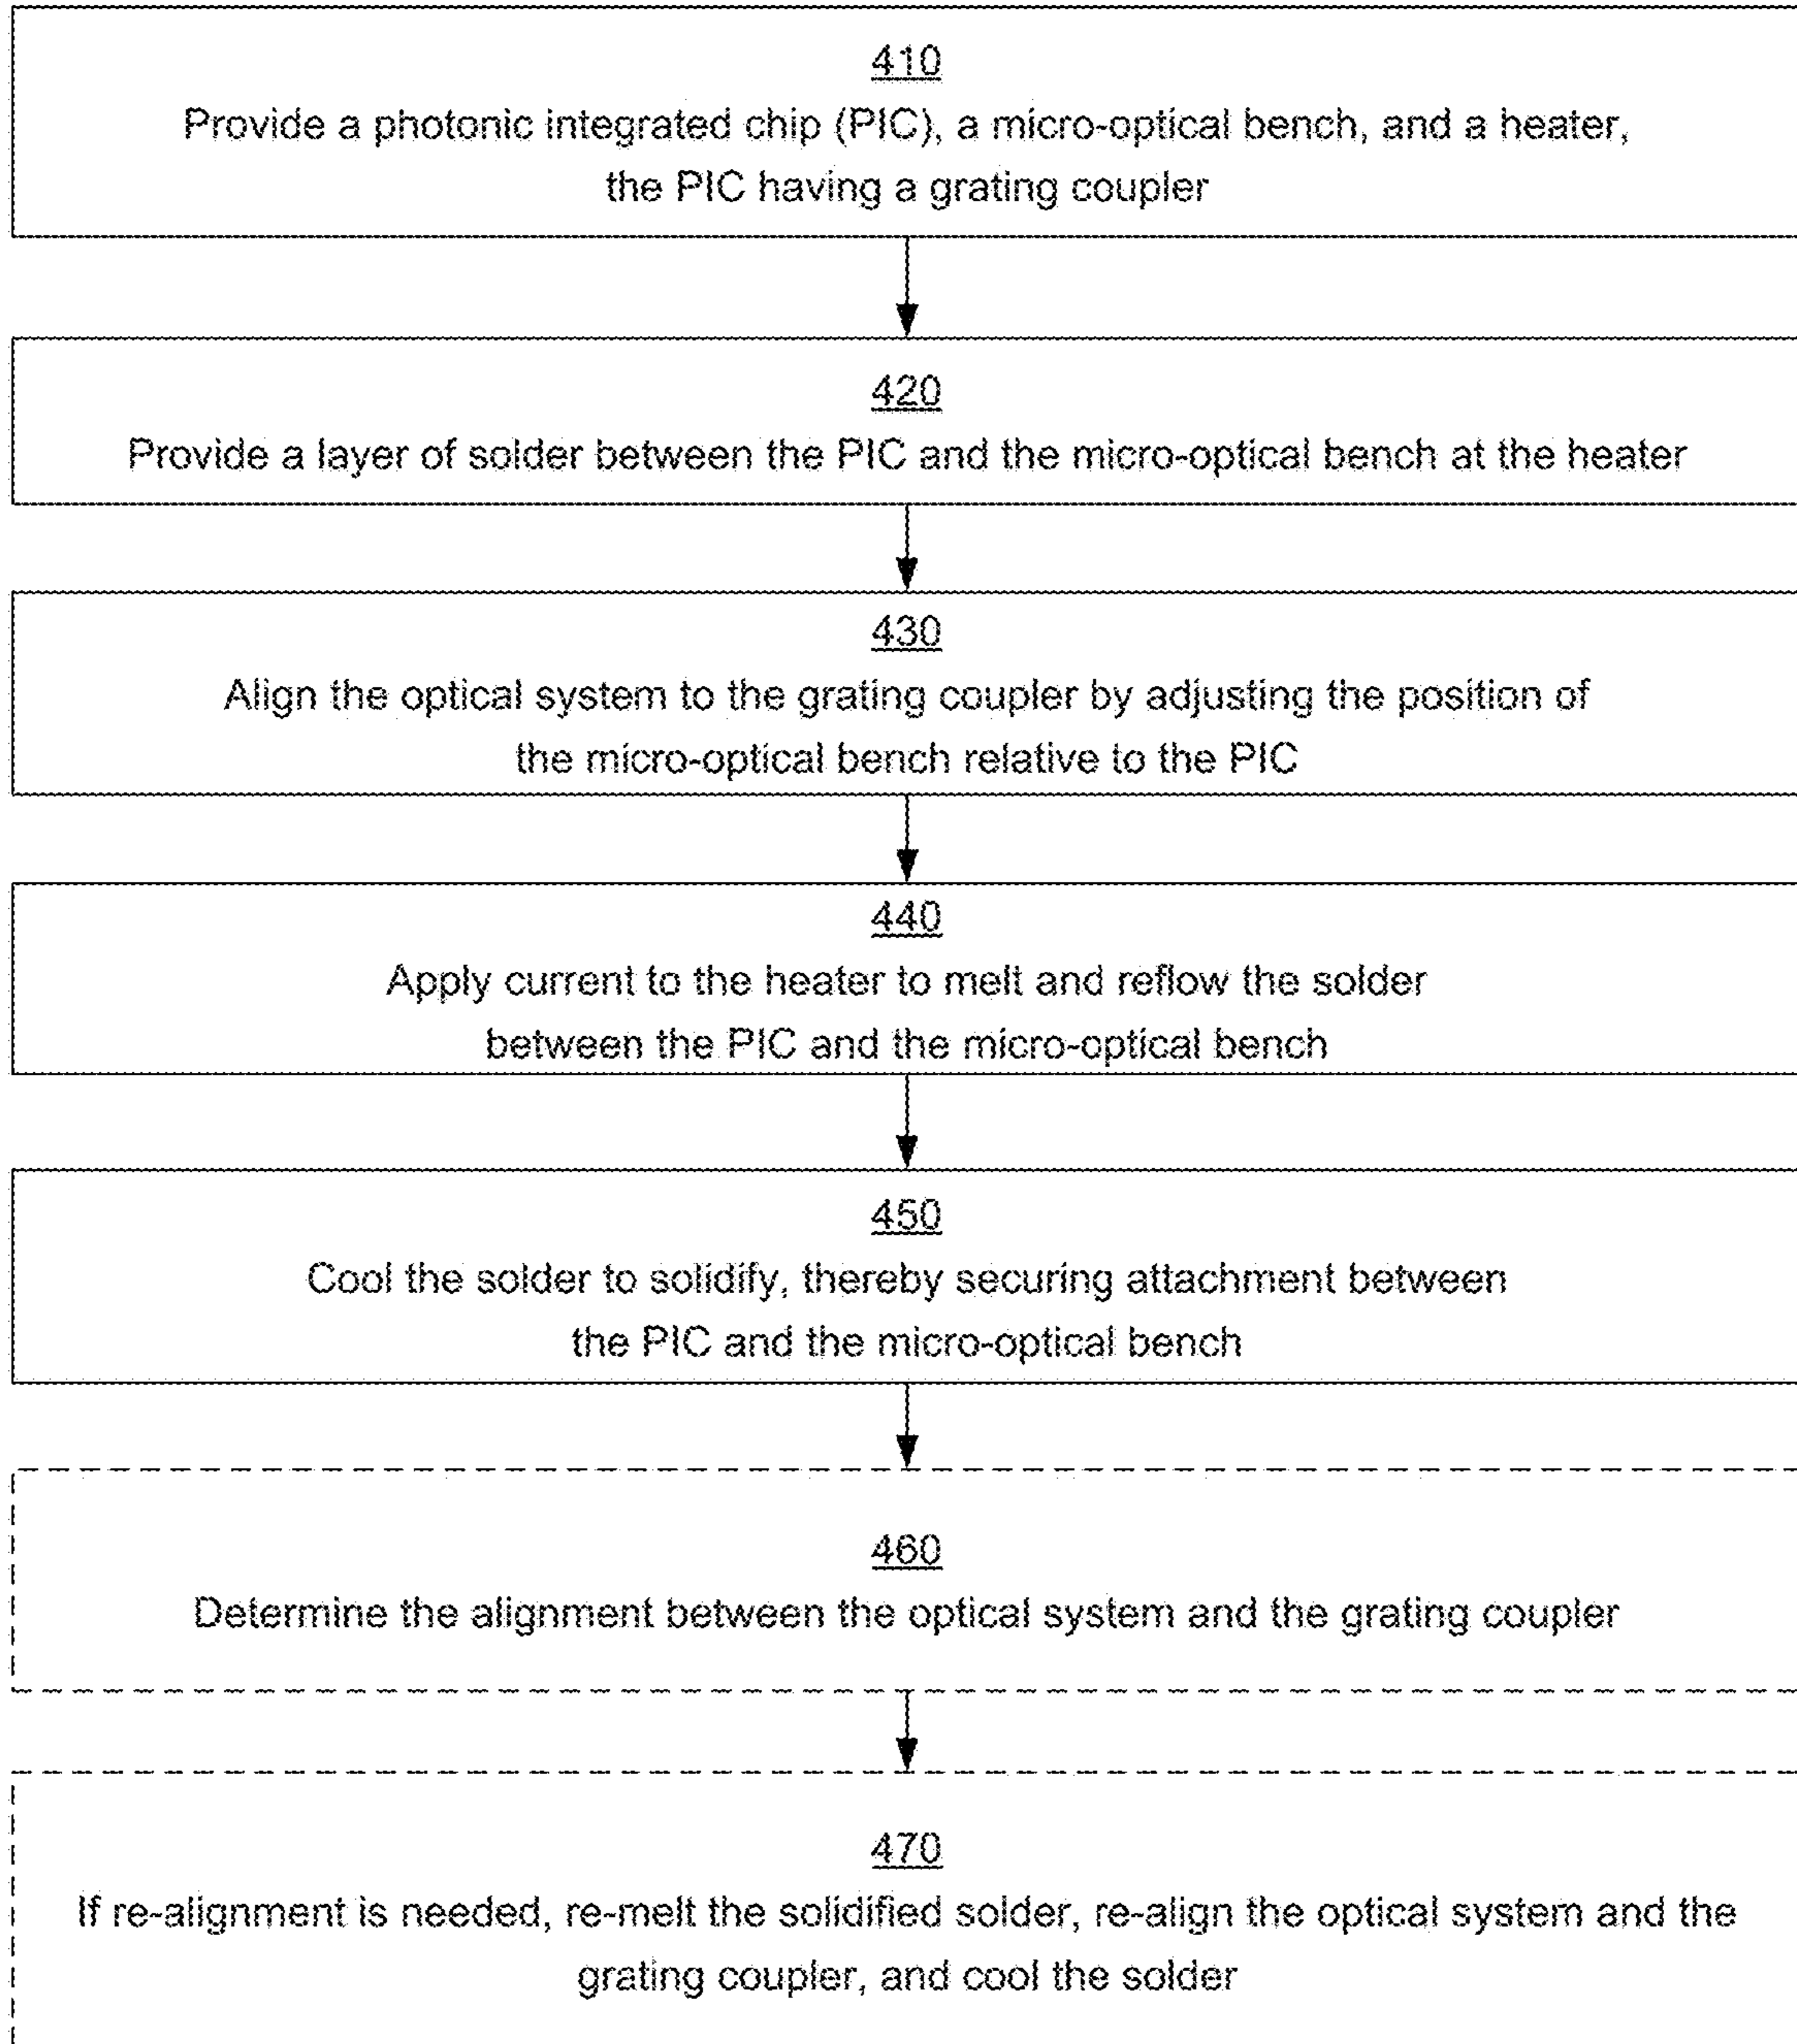 410
Provide a photonic integrated chip (PIC), a micro-optical bench, and a heater,
the PIC having a grating coupler
420
Provide a layer of solder between the PIC and the micro-optical bench at the heater
430
Align the optical system to the grating coupler by adjusting the position of
the micro-optical bench relative to the PIC
440
Apply current to the heater to melt and reflow the solder
between the PIC and the micro-optical bench
450
Cool the solder to solidify, thereby securing attachment between
the PIC and the micro-optical bench
460
Determine the alignment between the optical system and the grating coupler
470
If re-alignment is needed, re-melt the solidified solder, re-align the optical system and the
grating coupler, and cool the solder